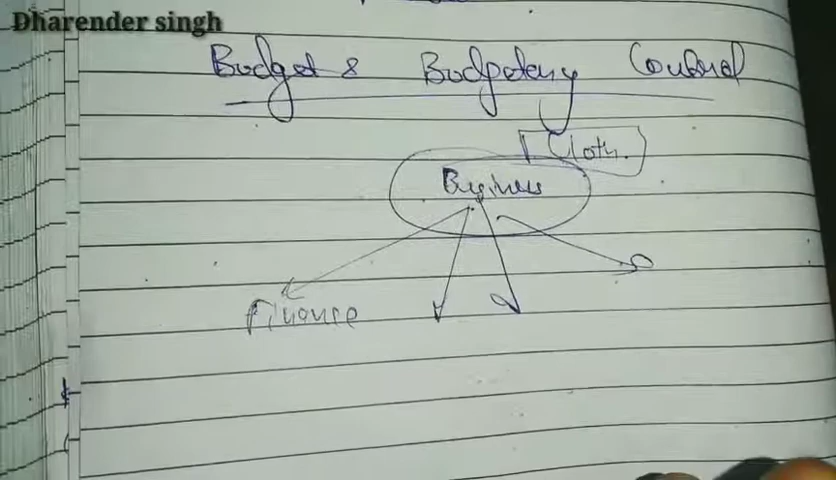 Dharender singh
Budget & Budgetary Control
Cloth.
Business
Finance